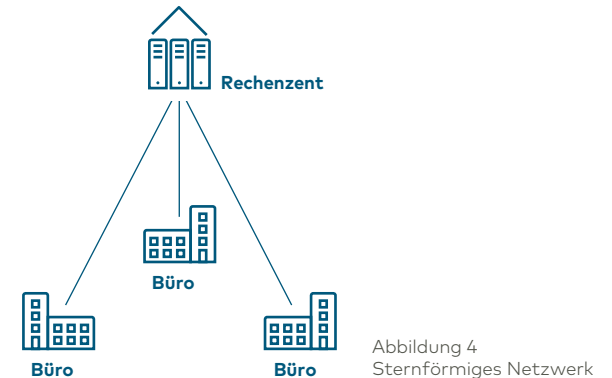 Rechenzent
Büro
Büro
Büro
Abbildung 4
Sternförmiges Netzwerk